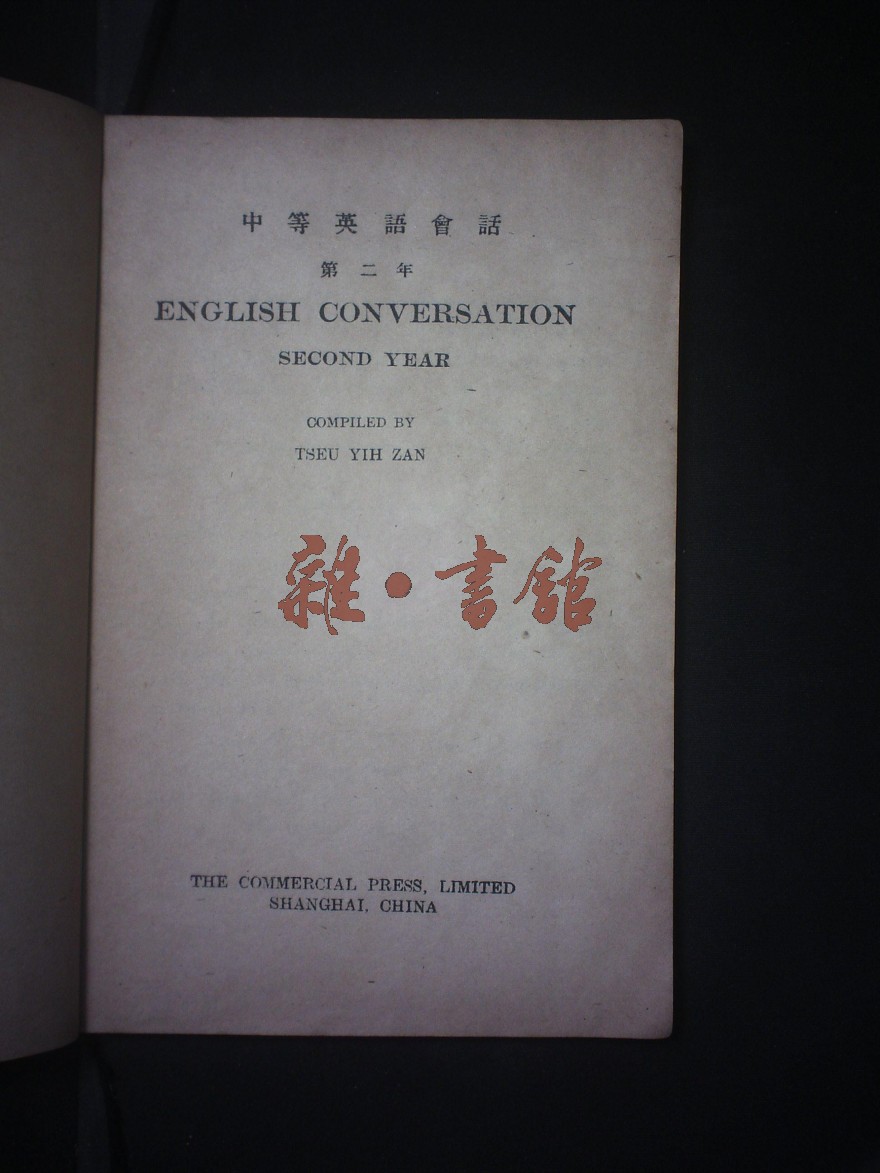 中等英語會話
第二年
ENGLISH CONVERSATION
SECOND YEAR
COMPILED BY
TSEU YIH ZAN
雜·書館
THE COMMERCIAL PRESS, LIMITED
SHANGHAI, CHINA